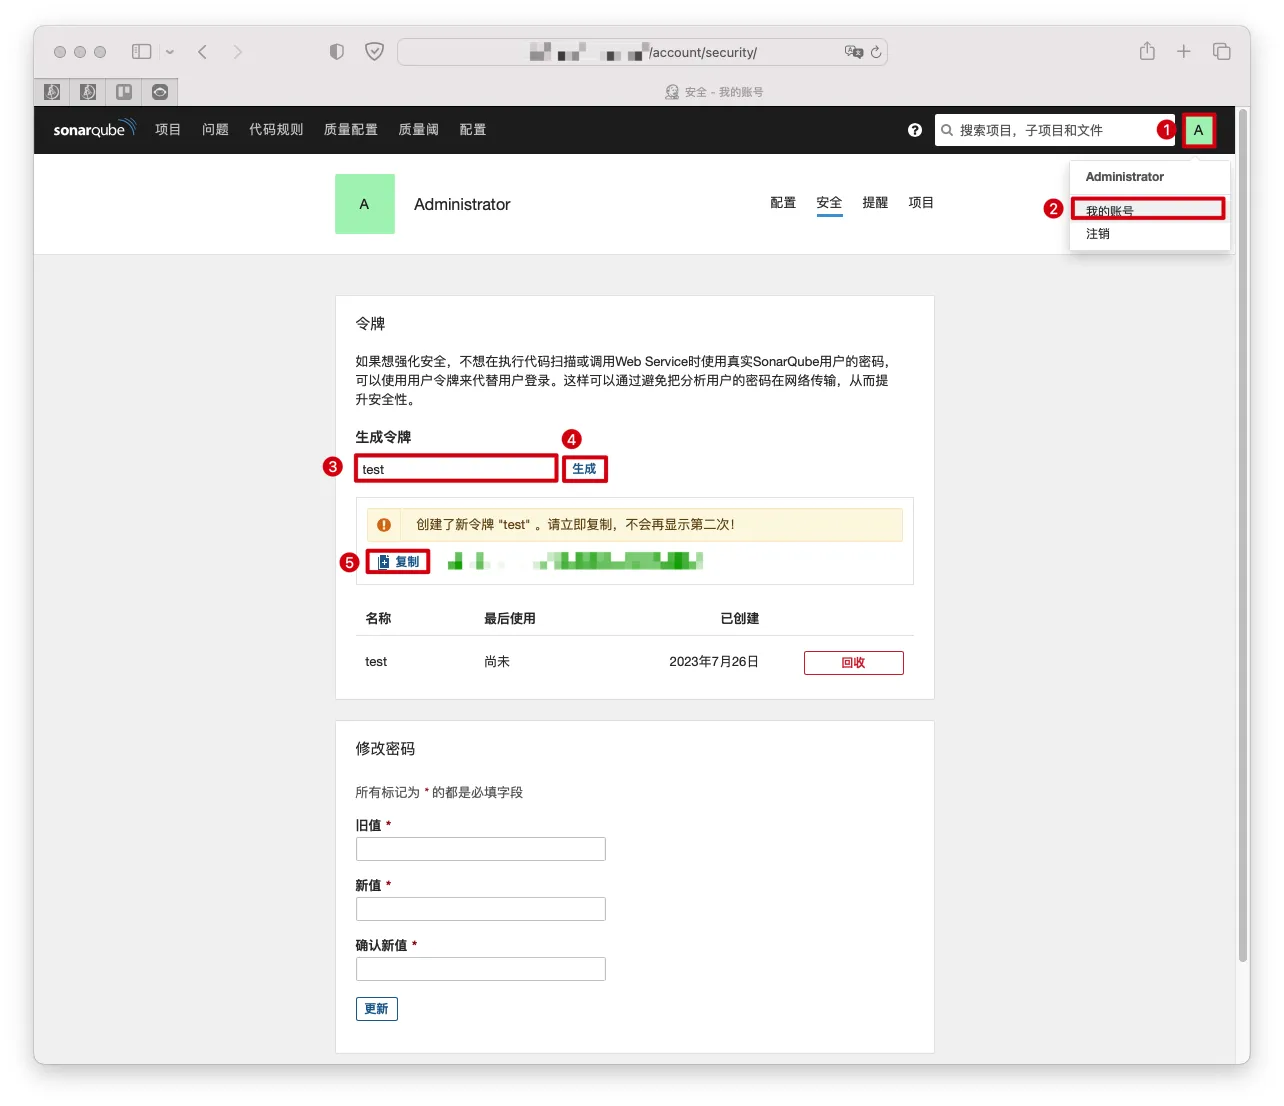 /account/security/
安全 - 我的账号
sonarqube 项目 问题 代码规则 质量配置 质量阈 配置 ? 搜索项目，子项目和文件 1 A
Administrator
2 我的账号
注销
A Administrator 配置 安全 提醒 项目
令牌
如果想强化安全，不想在执行代码扫描或调用Web Service时使用真实SonarQube用户的密码，
可以使用用户令牌来代替用户登录。这样可以通过避免把分析用户的密码在网络传输，从而提
升安全性。
生成令牌 4
3 test 生成
创建了新令牌 "test" 。请立即复制，不会再显示第二次！
5 复制
名称 最后使用 已创建
test 尚未 2023年7月26日 回收
修改密码
所有标记为 * 的都是必填字段
旧值 *
新值 *
确认新值 *
更新